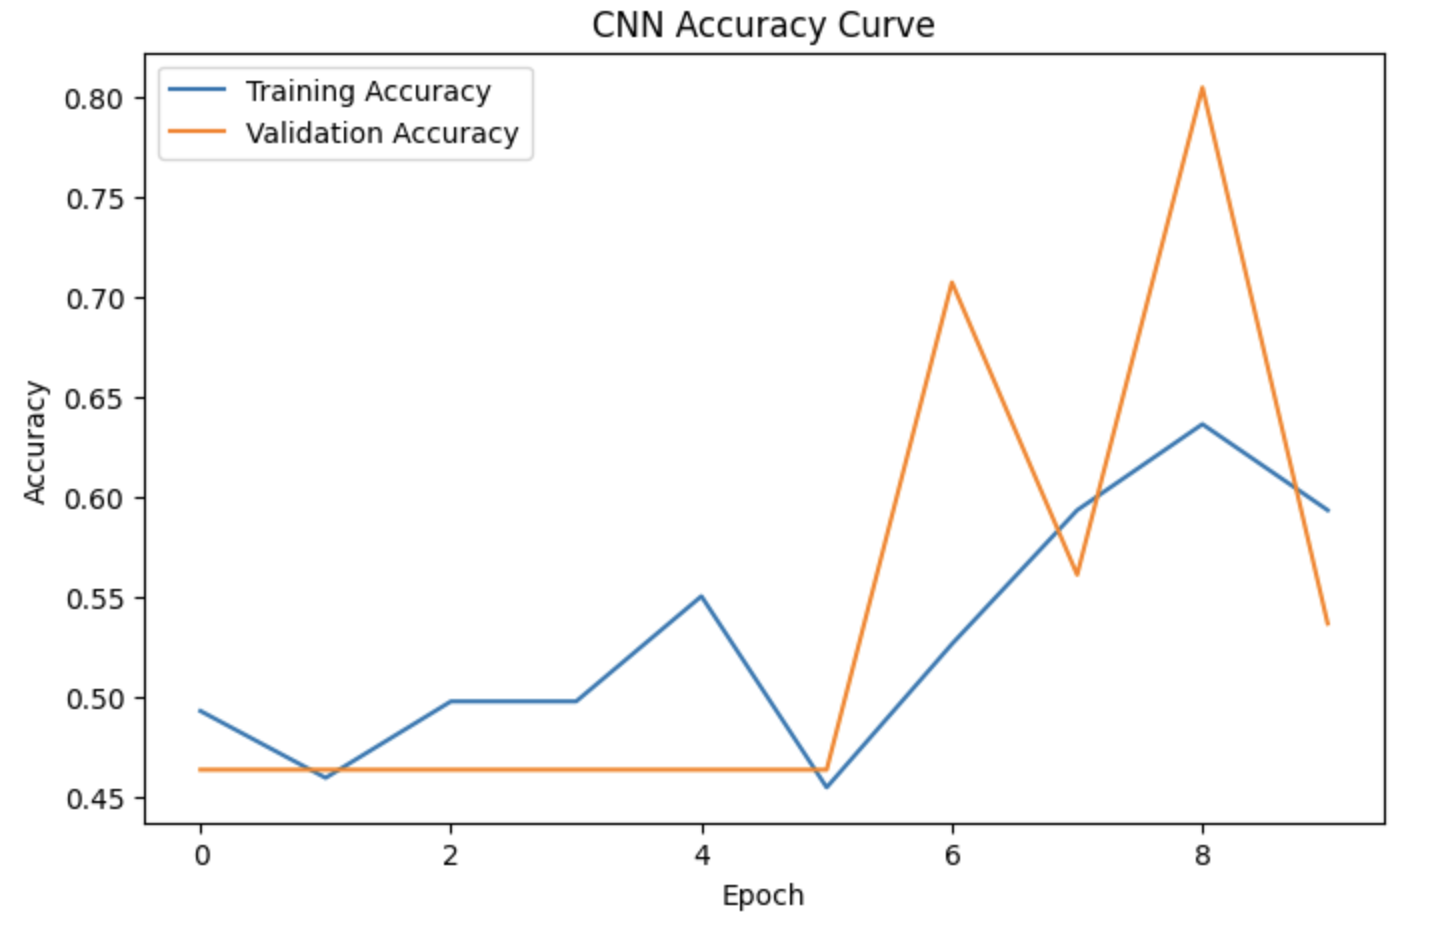 CNN Accuracy Curve
Training Accuracy
Validation Accuracy
0.80
0.75
0.70
0.65
0.60
0.55
0.50
0.45
Accuracy
0 2 4 6 8
Epoch